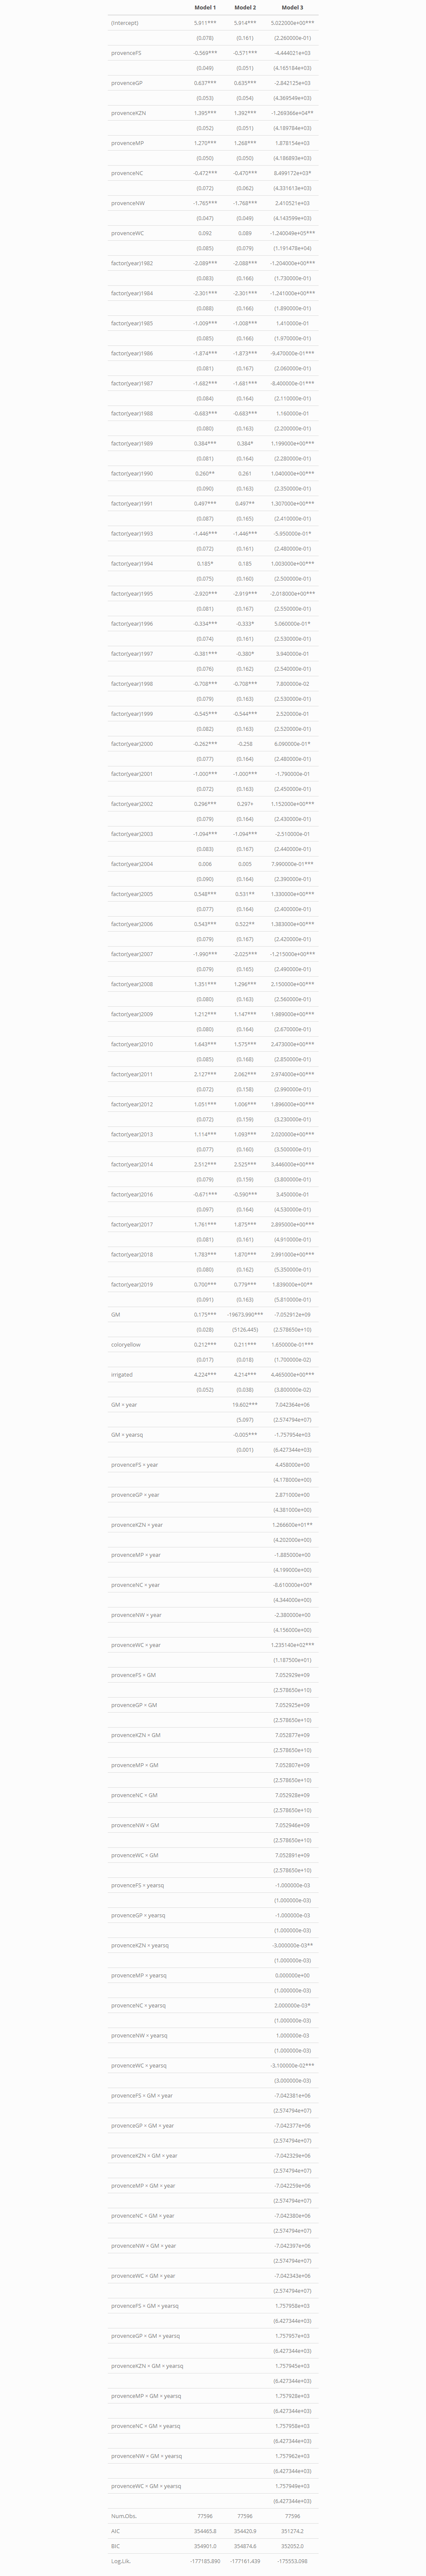 Model 1 Model 2 Model 3
(Intercept) 5.911*** 5.914*** 5.022000e+00***
(0.078) (0.161) (2.260000e-01)
provenceFS -0.569*** -0.571*** -4.444021e+03
(0.049) (0.051) (4.165184e+03)
provenceGP 0.637*** 0.635*** -2.842125e+03
(0.053) (0.054) (4.369549e+03)
provenceKZN 1.395*** 1.392*** -1.269366e+04**
(0.052) (0.051) (4.189784e+03)
provenceMP 1.270*** 1.268*** 1.878154e+03
(0.050) (0.050) (4.186893e+03)
provenceNC -0.472*** -0.470*** 8.499172e+03*
(0.072) (0.062) (4.331613e+03)
provenceNW -1.765*** -1.768*** 2.410521e+03
(0.047) (0.049) (4.143599e+03)
provenceWC 0.092 0.089 -1.240049e+05***
(0.085) (0.079) (1.191478e+04)
factor(year)1982 -2.089*** -2.088*** -1.204000e+00***
(0.083) (0.166) (1.730000e-01)
factor(year)1984 -2.301*** -2.301*** -1.241000e+00***
(0.088) (0.166) (1.890000e-01)
factor(year)1985 -1.009*** -1.008*** 1.410000e-01
(0.085) (0.166) (1.970000e-01)
factor(year)1986 -1.874*** -1.873*** -9.470000e-01***
(0.081) (0.167) (2.060000e-01)
factor(year)1987 -1.682*** -1.681*** -8.400000e-01***
(0.084) (0.164) (2.110000e-01)
factor(year)1988 -0.683*** -0.683*** 1.160000e-01
(0.080) (0.163) (2.200000e-01)
factor(year)1989 0.384*** 0.384* 1.199000e+00***
(0.081) (0.164) (2.280000e-01)
factor(year)1990 0.260** 0.261 1.040000e+00***
(0.090) (0.163) (2.350000e-01)
factor(year)1991 0.497*** 0.497** 1.307000e+00***
(0.087) (0.165) (2.410000e-01)
factor(year)1993 -1.446*** -1.446*** -5.950000e-01*
(0.072) (0.161) (2.480000e-01)
factor(year)1994 0.185* 0.185 1.003000e+00***
(0.075) (0.160) (2.500000e-01)
factor(year)1995 -2.920*** -2.919*** -2.018000e+00***
(0.081) (0.167) (2.550000e-01)
factor(year)1996 -0.334*** -0.333* 5.060000e-01*
(0.074) (0.161) (2.530000e-01)
factor(year)1997 -0.381*** -0.380* 3.940000e-01
(0.076) (0.162) (2.540000e-01)
factor(year)1998 -0.708*** -0.708*** 7.800000e-02
(0.079) (0.163) (2.530000e-01)
factor(year)1999 -0.545*** -0.544*** 2.520000e-01
(0.082) (0.163) (2.520000e-01)
factor(year)2000 -0.262*** -0.258 6.090000e-01*
(0.077) (0.164) (2.480000e-01)
factor(year)2001 -1.000*** -1.000*** -1.790000e-01
(0.072) (0.163) (2.450000e-01)
factor(year)2002 0.296*** 0.297+ 1.152000e+00***
(0.079) (0.164) (2.430000e-01)
factor(year)2003 -1.094*** -1.094*** -2.510000e-01
(0.083) (0.167) (2.440000e-01)
factor(year)2004 0.006 0.005 7.990000e-01***
(0.090) (0.164) (2.390000e-01)
factor(year)2005 0.548*** 0.531** 1.330000e+00***
(0.077) (0.164) (2.400000e-01)
factor(year)2006 0.543*** 0.522** 1.383000e+00***
(0.079) (0.167) (2.420000e-01)
factor(year)2007 -1.990*** -2.025*** -1.215000e+00***
(0.079) (0.165) (2.490000e-01)
factor(year)2008 1.351*** 1.296*** 2.150000e+00***
(0.080) (0.163) (2.560000e-01)
factor(year)2009 1.212*** 1.147*** 1.989000e+00***
(0.080) (0.164) (2.670000e-01)
factor(year)2010 1.643*** 1.575*** 2.473000e+00***
(0.085) (0.168) (2.850000e-01)
factor(year)2011 2.127*** 2.062*** 2.974000e+00***
(0.072) (0.158) (2.990000e-01)
factor(year)2012 1.051*** 1.006*** 1.896000e+00***
(0.072) (0.159) (3.230000e-01)
factor(year)2013 1.114*** 1.093*** 2.020000e+00***
(0.077) (0.160) (3.500000e-01)
factor(year)2014 2.512*** 2.525*** 3.446000e+00***
(0.079) (0.159) (3.800000e-01)
factor(year)2016 -0.671*** -0.590*** 3.450000e-01
(0.097) (0.164) (4.530000e-01)
factor(year)2017 1.761*** 1.875*** 2.895000e+00***
(0.081) (0.161) (4.910000e-01)
factor(year)2018 1.783*** 1.870*** 2.991000e+00***
(0.080) (0.162) (5.350000e-01)
factor(year)2019 0.700*** 0.779*** 1.839000e+00**
(0.091) (0.163) (5.810000e-01)
GM 0.175*** -19673.990*** -7.052912e+09
(0.028) (5126.445) (2.578650e+10)
coloryellow 0.212*** 0.211*** 1.650000e-01***
(0.017) (0.018) (1.700000e-02)
irrigated 4.224*** 4.214*** 4.465000e+00***
(0.052) (0.038) (3.800000e-02)
GM × year 19.602*** 7.042364e+06
(5.097) (2.574794e+07)
GM × yearsq -0.005*** -1.757954e+03
(0.001) (6.427344e+03)
provenceFS × year 4.458000e+00
(4.178000e+00)
provenceGP × year 2.871000e+00
(4.381000e+00)
provenceKZN × year 1.266600e+01**
(4.202000e+00)
provenceMP × year -1.885000e+00
(4.199000e+00)
provenceNC × year -8.610000e+00*
(4.344000e+00)
provenceNW × year -2.380000e+00
(4.156000e+00)
provenceWC × year 1.235140e+02***
(1.187500e+01)
provenceFS × GM 7.052929e+09
(2.578650e+10)
provenceGP × GM 7.052925e+09
(2.578650e+10)
provenceKZN × GM 7.052877e+09
(2.578650e+10)
provenceMP × GM 7.052807e+09
(2.578650e+10)
provenceNC × GM 7.052928e+09
(2.578650e+10)
provenceNW × GM 7.052946e+09
(2.578650e+10)
provenceWC × GM 7.052891e+09
(2.578650e+10)
provenceFS × yearsq -1.000000e-03
(1.000000e-03)
provenceGP × yearsq -1.000000e-03
(1.000000e-03)
provenceKZN × yearsq -3.000000e-03**
(1.000000e-03)
provenceMP × yearsq 0.000000e+00
(1.000000e-03)
provenceNC × yearsq 2.000000e-03*
(1.000000e-03)
provenceNW × yearsq 1.000000e-03
(1.000000e-03)
provenceWC × yearsq -3.100000e-02***
(3.000000e-03)
provenceFS × GM × year -7.042381e+06
(2.574794e+07)
provenceGP × GM × year -7.042377e+06
(2.574794e+07)
provenceKZN × GM × year -7.042329e+06
(2.574794e+07)
provenceMP × GM × year -7.042259e+06
(2.574794e+07)
provenceNC × GM × year -7.042380e+06
(2.574794e+07)
provenceNW × GM × year -7.042397e+06
(2.574794e+07)
provenceWC × GM × year -7.042343e+06
(2.574794e+07)
provenceFS × GM × yearsq 1.757958e+03
(6.427344e+03)
provenceGP × GM × yearsq 1.757957e+03
(6.427344e+03)
provenceKZN × GM × yearsq 1.757945e+03
(6.427344e+03)
provenceMP × GM × yearsq 1.757928e+03
(6.427344e+03)
provenceNC × GM × yearsq 1.757958e+03
(6.427344e+03)
provenceNW × GM × yearsq 1.757962e+03
(6.427344e+03)
provenceWC × GM × yearsq 1.757949e+03
(6.427344e+03)
Num.Obs. 77596 77596 77596
AIC 354465.8 354420.9 351274.2
BIC 354901.0 354874.6 352052.0
Log.Lik. -177185.890 -177161.439 -175553.098